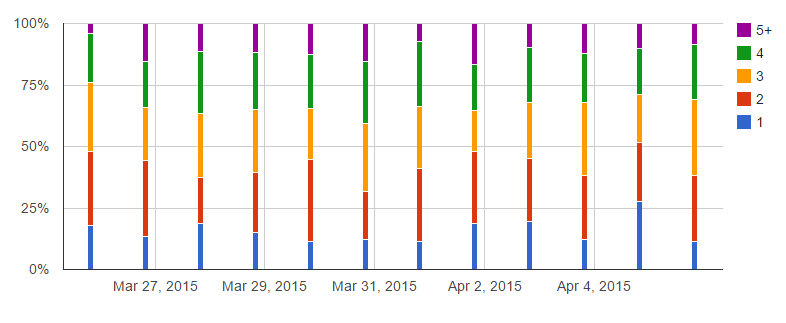 100%
75%
50%
25%
0%
Mar 27, 2015
Mar 29, 2015
Mar 31, 2015
Apr 2, 2015
Apr 4, 2015
5+
4
3
2
1